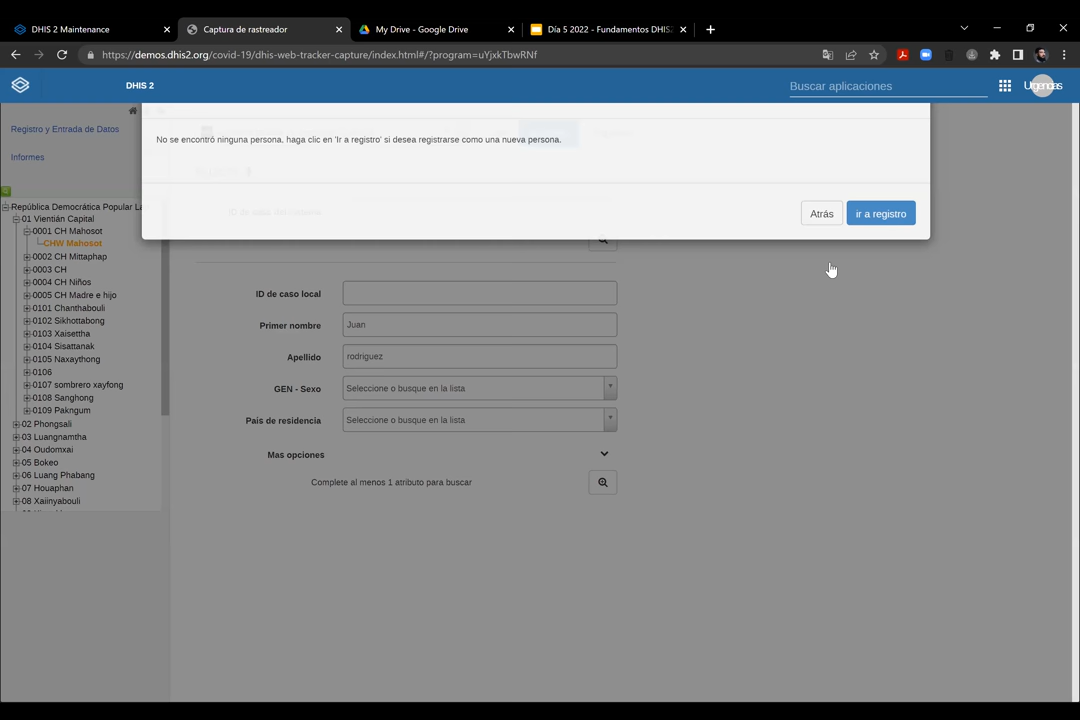 DHIS 2 Maintenance
Captura de rastreador
My Drive - Google Drive
Día 5 2022 - Fundamentos DHIS
https://demos.dhis2.org/covid-19/dhis-web-tracker-capture/index.html#/?program=uYjxkTbwRNf
DHIS 2
Buscar aplicaciones
Registro y Entrada de Datos
Informes
No se encontró ninguna persona, haga clic en 'Ir a registro' si desea registrarse como una nueva persona.
Atrás
ir a registro
República Democrática Popular La
01 Vientián Capital
0001 CH Mahosot
CHW Mahosot
0002 CH Mittaphap
0003 CH
0004 CH Niños
0005 CH Madre e hijo
0101 Chanthabouli
0102 Sikhottabong
0103 Xaisettha
0104 Sisattanak
0105 Naxaythong
0106
0107 sombrero xayfong
0108 Sanghong
0109 Pakngum
02 Phongsali
03 Luangnamtha
04 Oudomxai
05 Bokeo
06 Luang Phabang
07 Houaphan
08 Xaiinyabouli
ID de caso local
Primer nombre
Juan
Apellido
rodriguez
GEN - Sexo
Seleccione o busque en la lista
Pais de residencia
Seleccione o busque en la lista
Mas opciones
Complete al menos 1 atributo para buscar